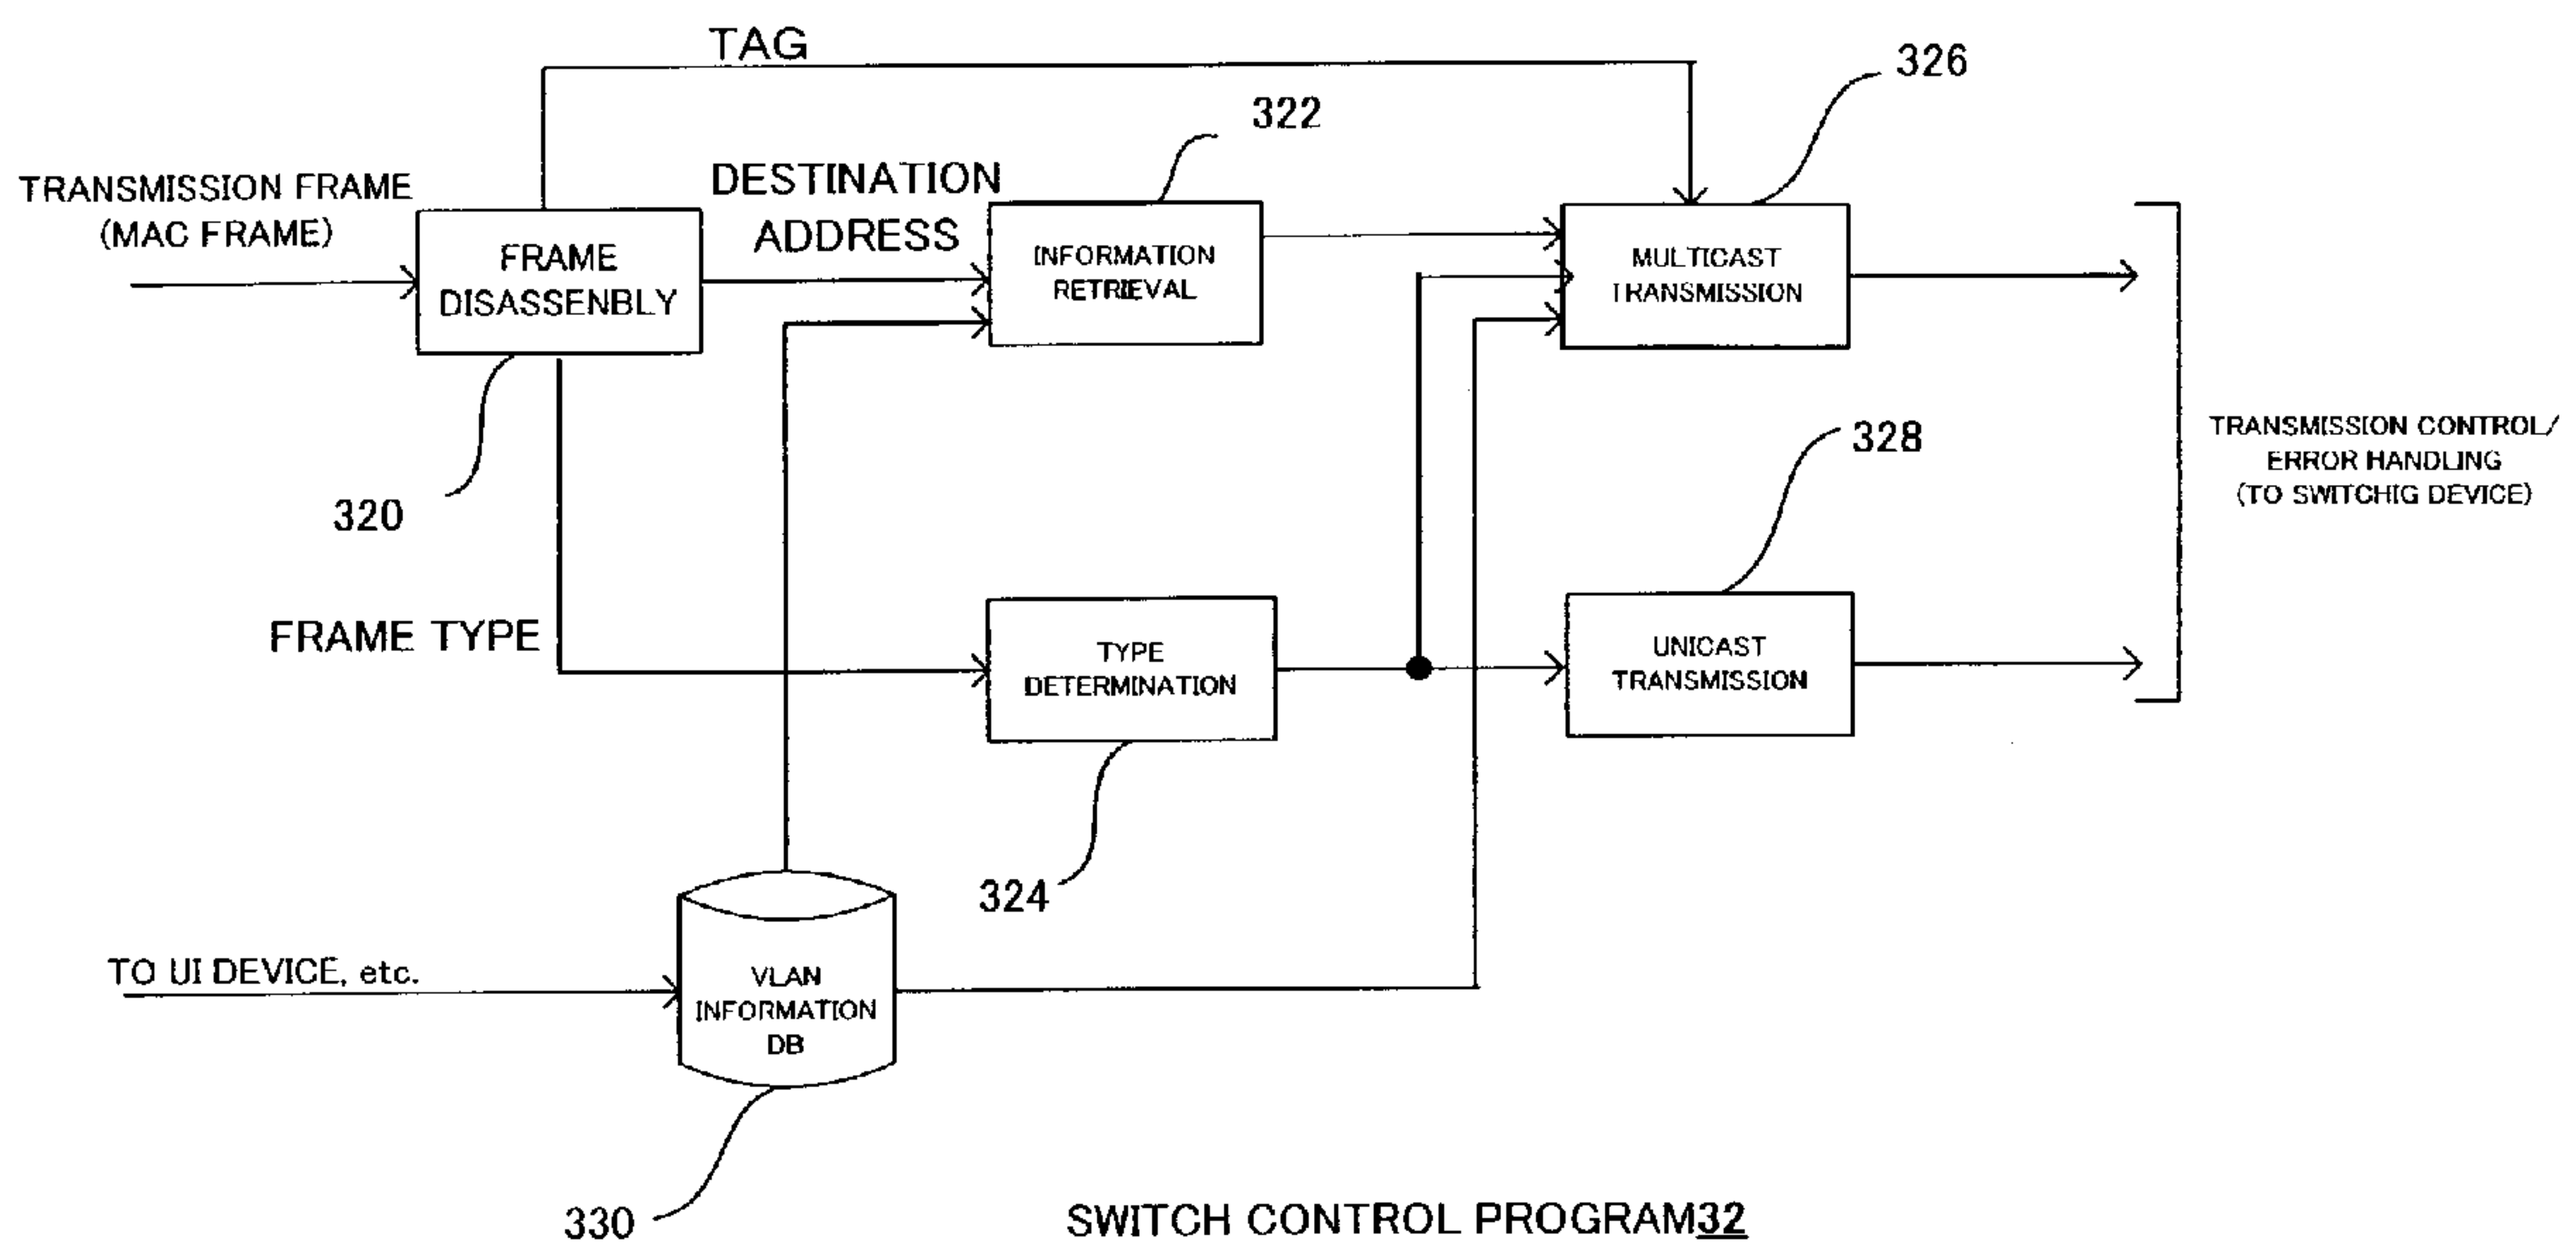 TAG
326
322
TRANSMISSION FRAME
(MAC FRAME)
DESTINATION
ADDRESS
FRAME
DISASSENBLY
INFORMATION
RETRIEVAL
MULTICAST
TRANSMISSION
320
328
TRANSMISSION CONTROL/
ERROR HANDLING
(TO SWITCHIG DEVICE)
FRAME TYPE
TYPE
DETERMINATION
UNICAST
TRANSMISSION
324
TO UI DEVICE, etc.
VLAN
INFORMATION
DB
330
SWITCH CONTROL PROGRAM32